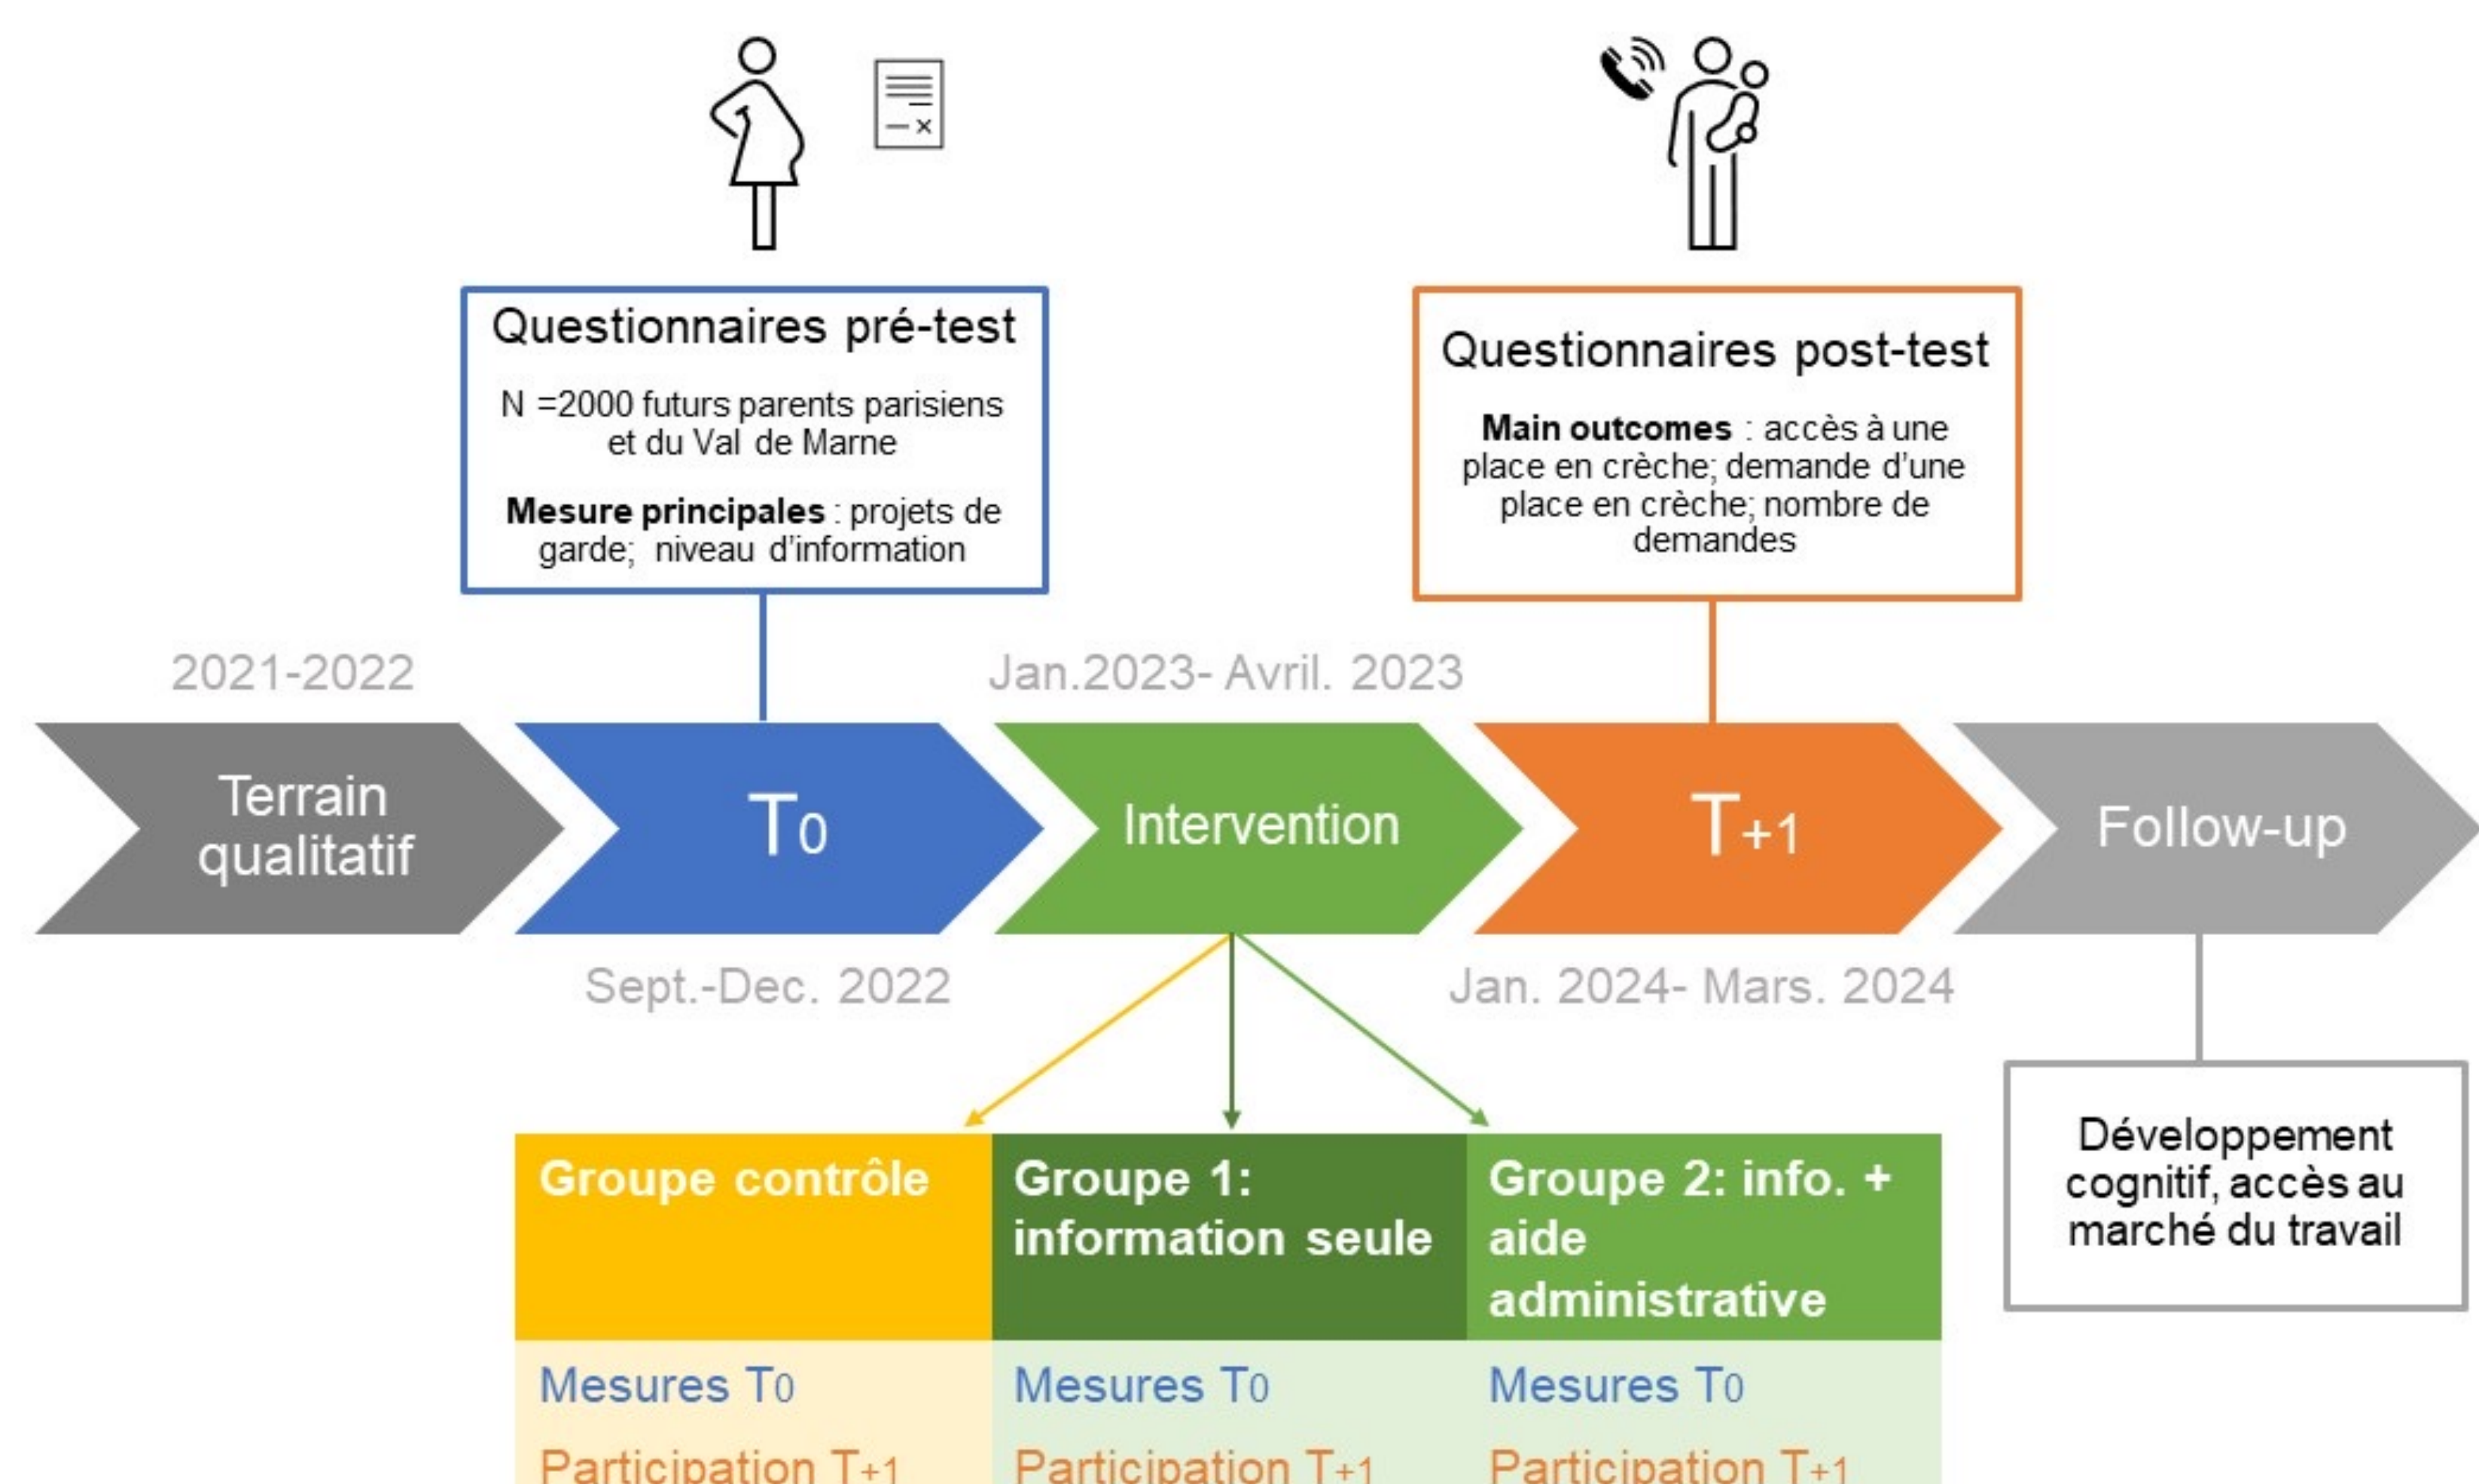 Questionnaires pré-test
N =2000 futurs parents parisiens
et du Val de Marne
Mesure principales : projets de
garde; niveau d'information
Questionnaires post-test
Main outcomes : accès à une
place en crèche; demande d'une
place en crèche; nombre de
demandes
2021-2022
Jan.2023- Avril. 2023
Terrain
qualitatif
T0
Intervention
T+1
Follow-up
Sept.-Dec. 2022
Jan. 2024- Mars. 2024
Groupe contrôle
Groupe 1:
information seule
Groupe 2: info. +
aide
administrative
Développement
cognitif, accès au
marché du travail
Mesures T0
Mesures T0
Mesures T0
Participation T+1
Participation T+1
Participation T+1